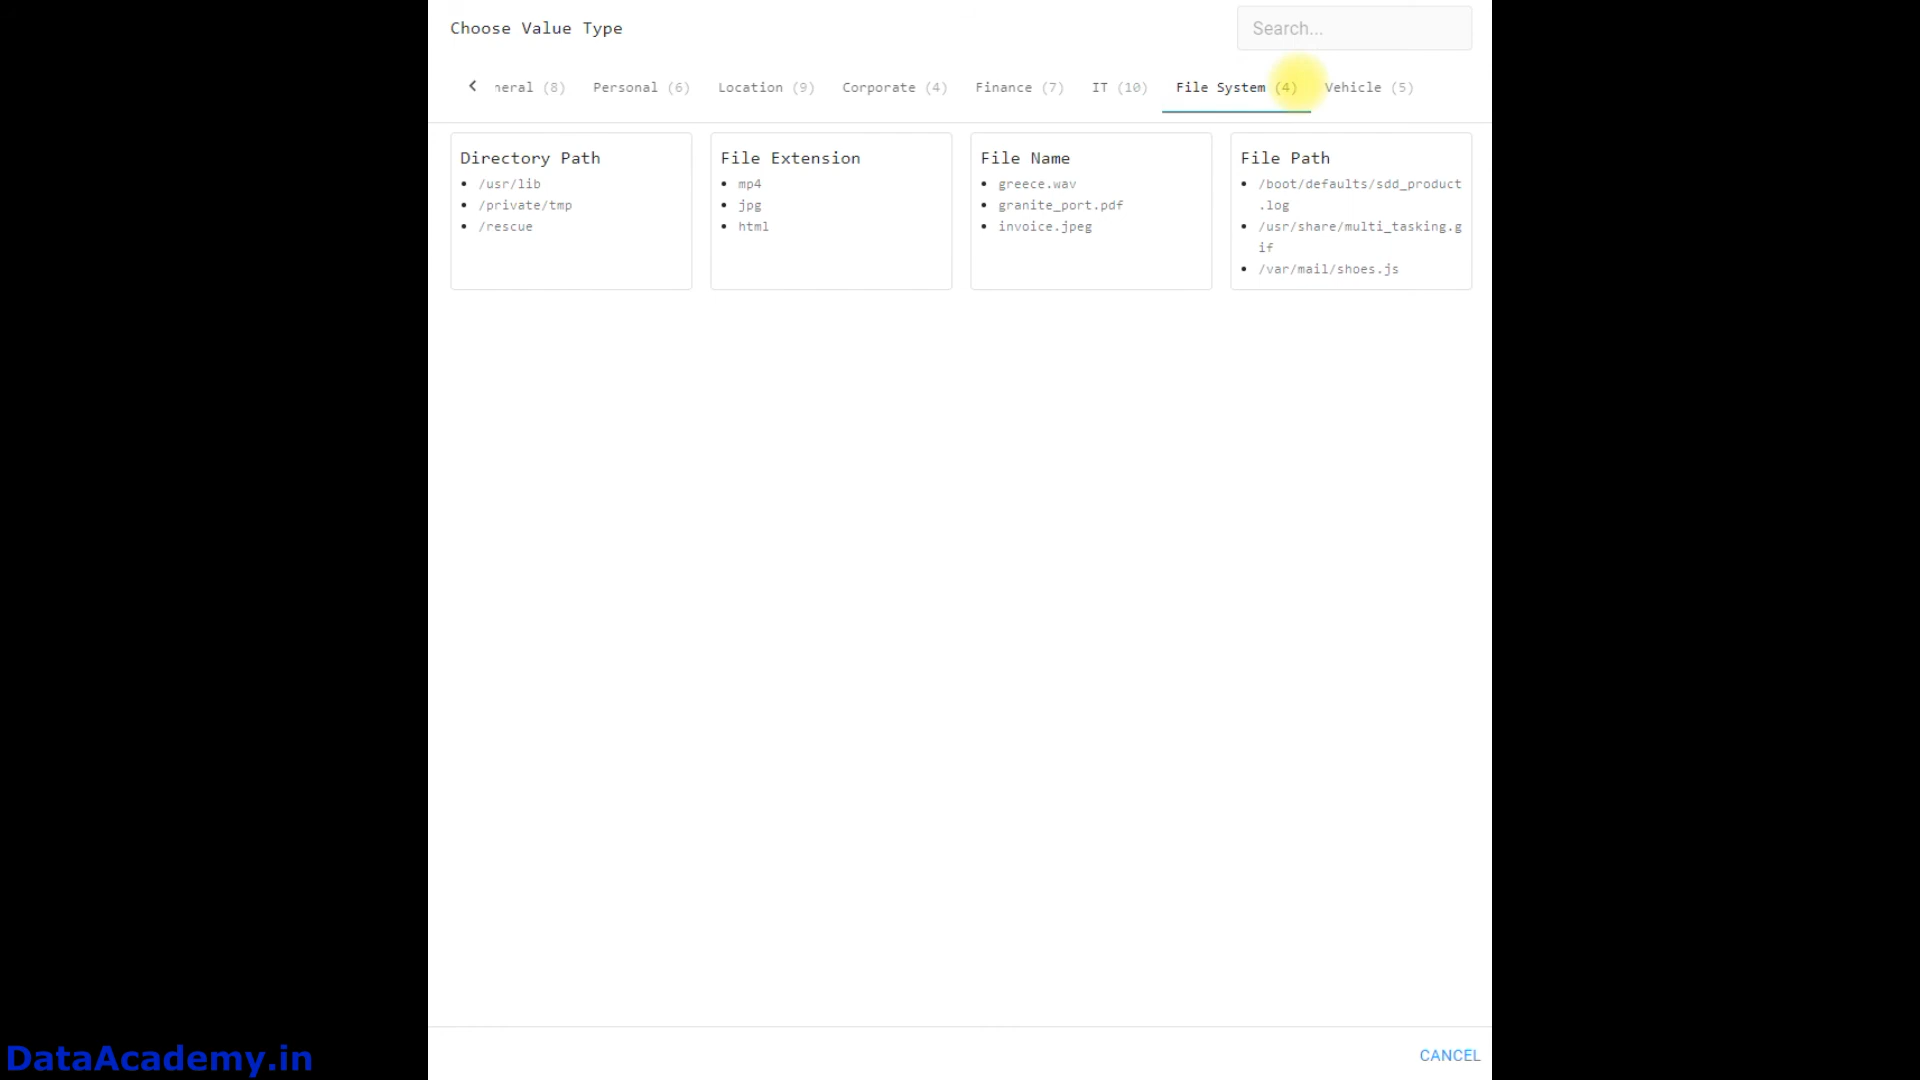 Choose Value Type
Search...
neral (8) Personal (6) Location (9) Corporate (4) Finance (7) IT (10) File System (4) Vehicle (5)
Directory Path
/usr/lib
/private/tmp
/rescue
File Extension
mp4
jpg
html
File Name
greece.wav
granite_port.pdf
invoice.jpeg
File Path
/boot/defaults/sdd_product
.log
/usr/share/multi_tasking.g
if
/var/mail/shoes.js
CANCEL
DataAcademy.in